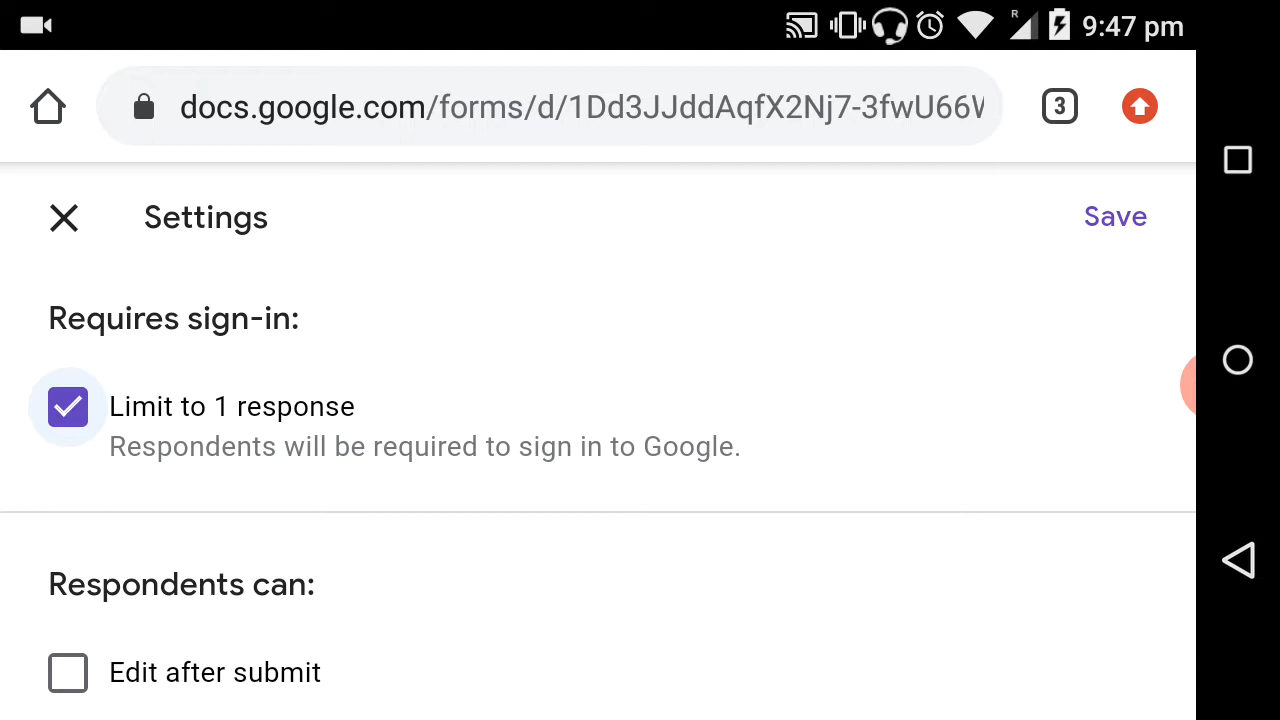 R
9:47 pm
docs.google.com/forms/d/1Dd3JJddAqfX2Nj7-3fwU66W
3
Settings
Save
Requires sign-in:
Limit to 1 response
Respondents will be required to sign in to Google.
Respondents can:
Edit after submit